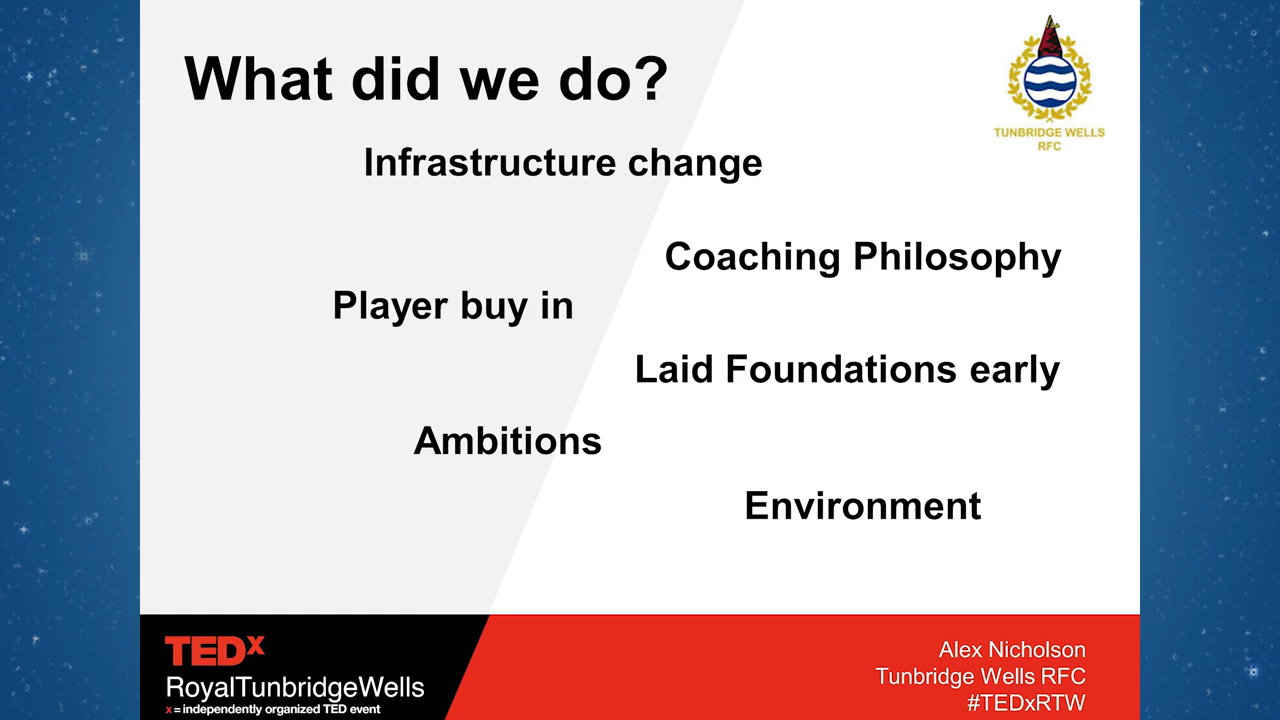 What did we do?
TUNBRIDGE WELLS
RFC
Infrastructure change
Coaching Philosophy
Player buy in
Laid Foundations early
Ambitions
Environment
TEDx
RoyalTunbridgeWells
x = independently organized TED event
Alex Nicholson
Tunbridge Wells RFC
#TEDxRTW